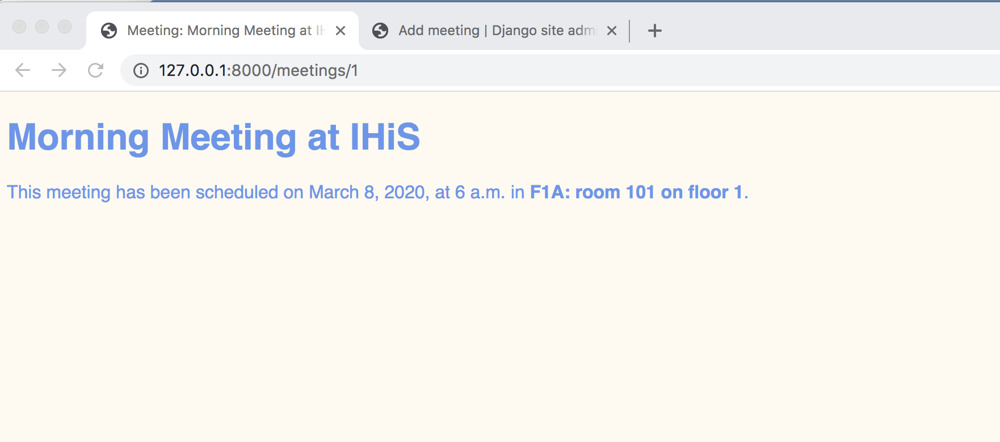 Meeting: Morning Meeting at IH
Add meeting | Django site adm
127.0.0.1:8000/meetings/1
Morning Meeting at IHiS
This meeting has been scheduled on March 8, 2020, at 6 a.m. in F1A: room 101 on floor 1.